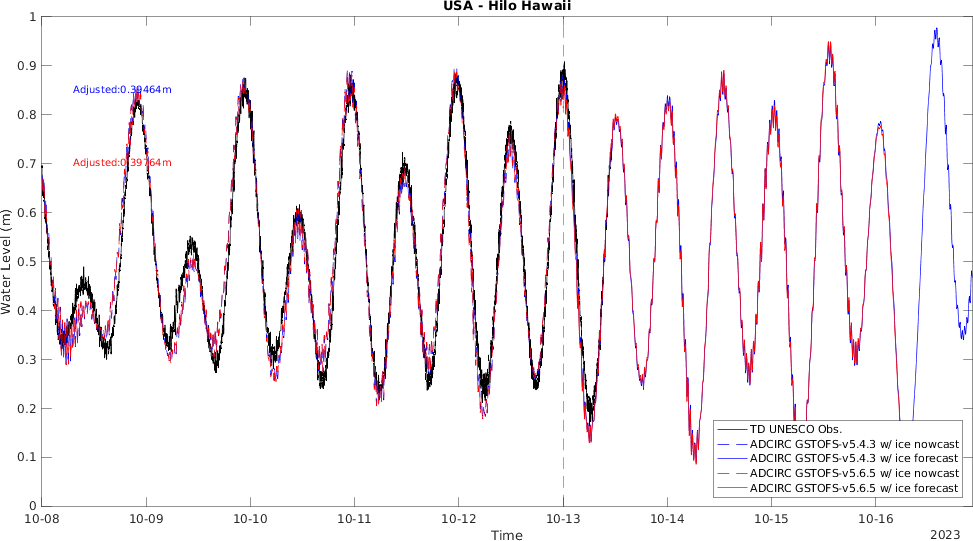 USA - Hilo Hawaii
1
0.9
0.8
0.7
0.6
0.5
0.4
0.3
0.2
0.1
0
Water Level (m)
Adjusted:0.39464m
Adjusted:0.39764m
TD UNESCO Obs.
ADCIRC GSTOFS-v5.4.3 w/ ice nowcast
ADCIRC GSTOFS-v5.4.3 w/ ice forecast
ADCIRC GSTOFS-v5.6.5 w/ ice nowcast
ADCIRC GSTOFS-v5.6.5 w/ ice forecast
10-08 10-09 10-10 10-11 10-12 10-13 10-14 10-15 10-16
Time
2023